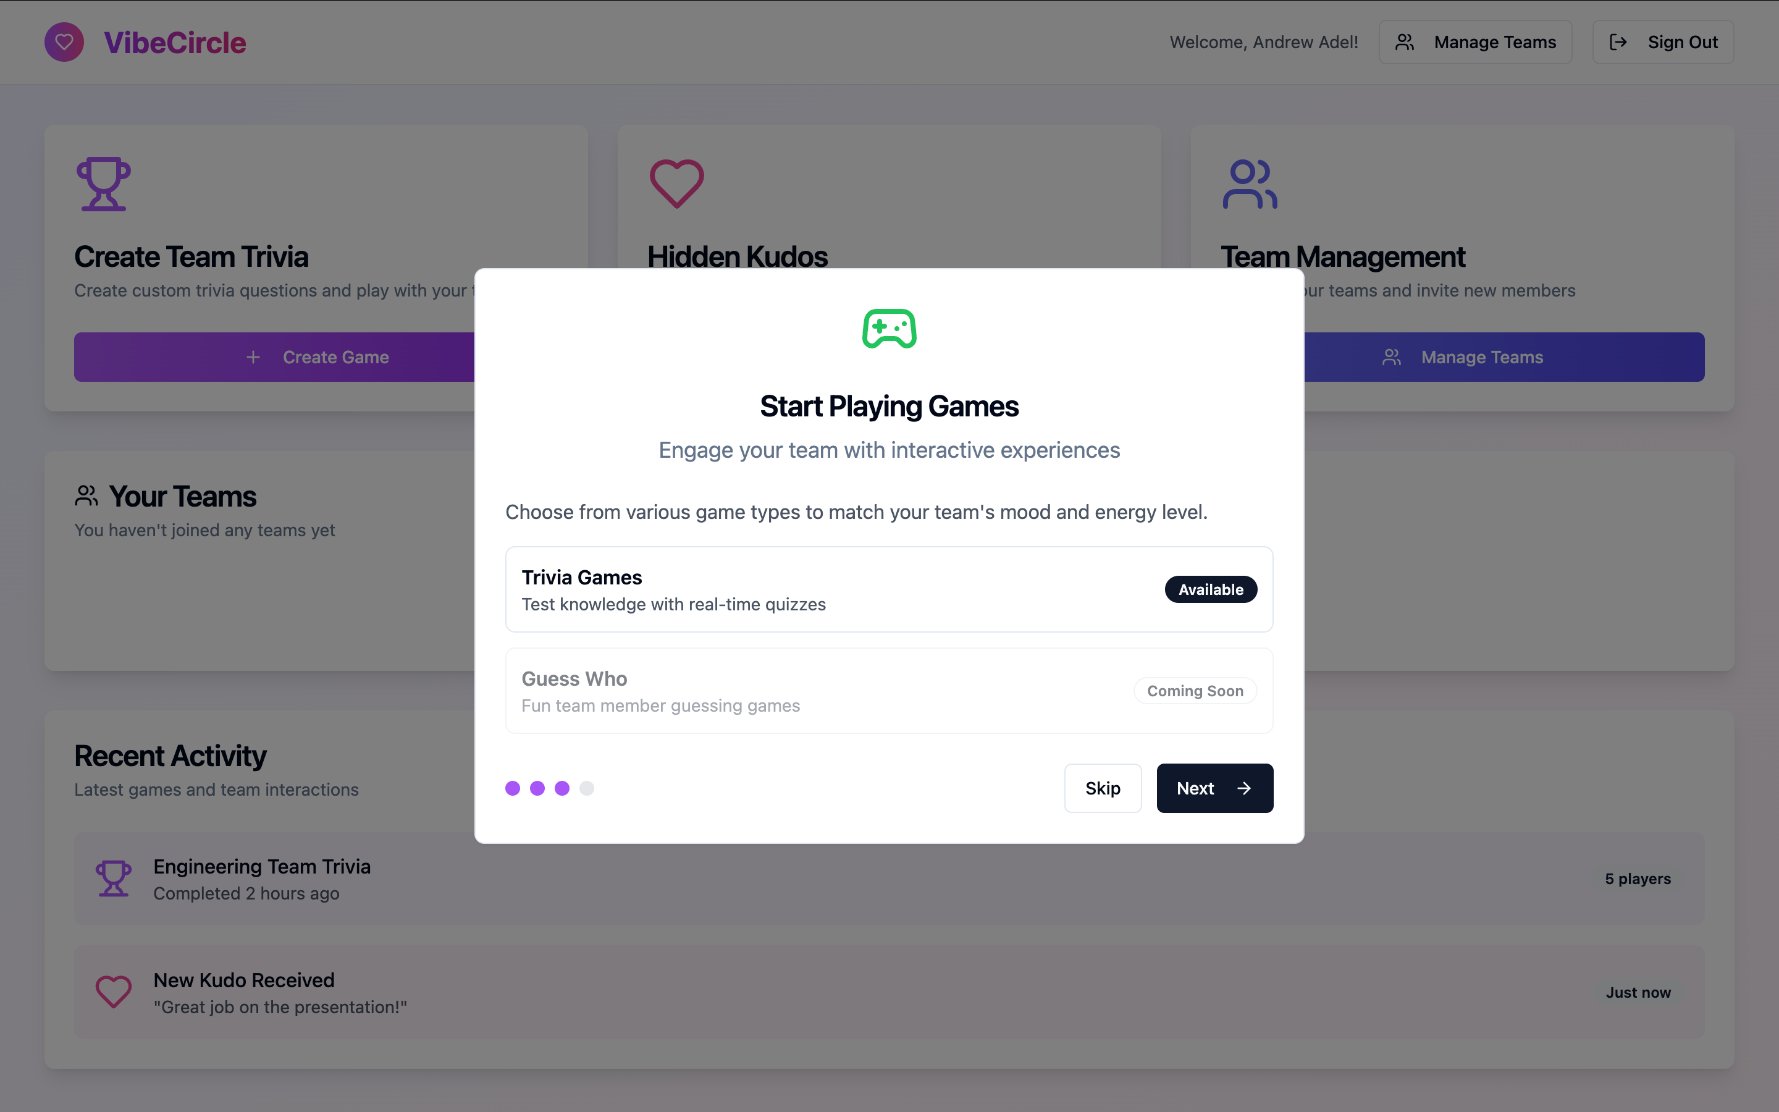 VibeCircle
Welcome, Andrew Adel!
Manage Teams
Sign Out
Create Team Trivia
Create custom trivia questions and play with your
Create Game
Hidden Kudos
Team Management
your teams and invite new members
Manage Teams
Start Playing Games
Engage your team with interactive experiences
Choose from various game types to match your team's mood and energy level.
Trivia Games
Test knowledge with real-time quizzes
Available
Guess Who
Fun team member guessing games
Coming Soon
Skip
Next
Your Teams
You haven't joined any teams yet
Recent Activity
Latest games and team interactions
Engineering Team Trivia
Completed 2 hours ago
5 players
New Kudo Received
"Great job on the presentation!"
Just now